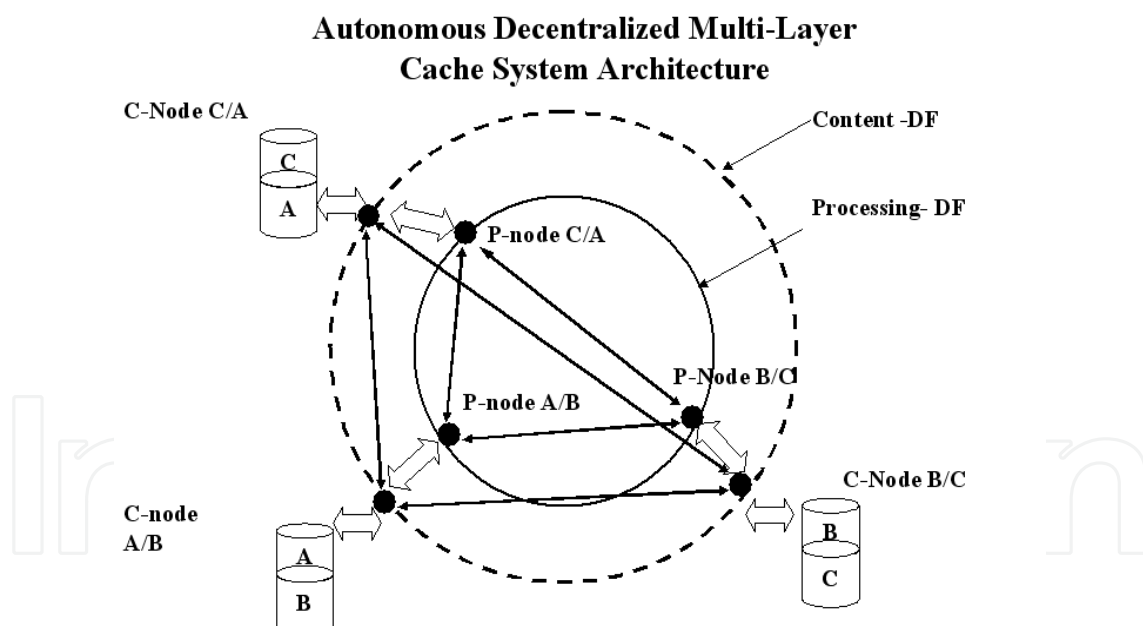 Autonomous Decentralized Multi-Layer
Cache System Architecture
C-Node C/A
Content -DF
C
A
Processing- DF
P-node C/A
P-Node B/C
P-node A/B
C-Node B/C
C-node
A/B
A
B
B
C